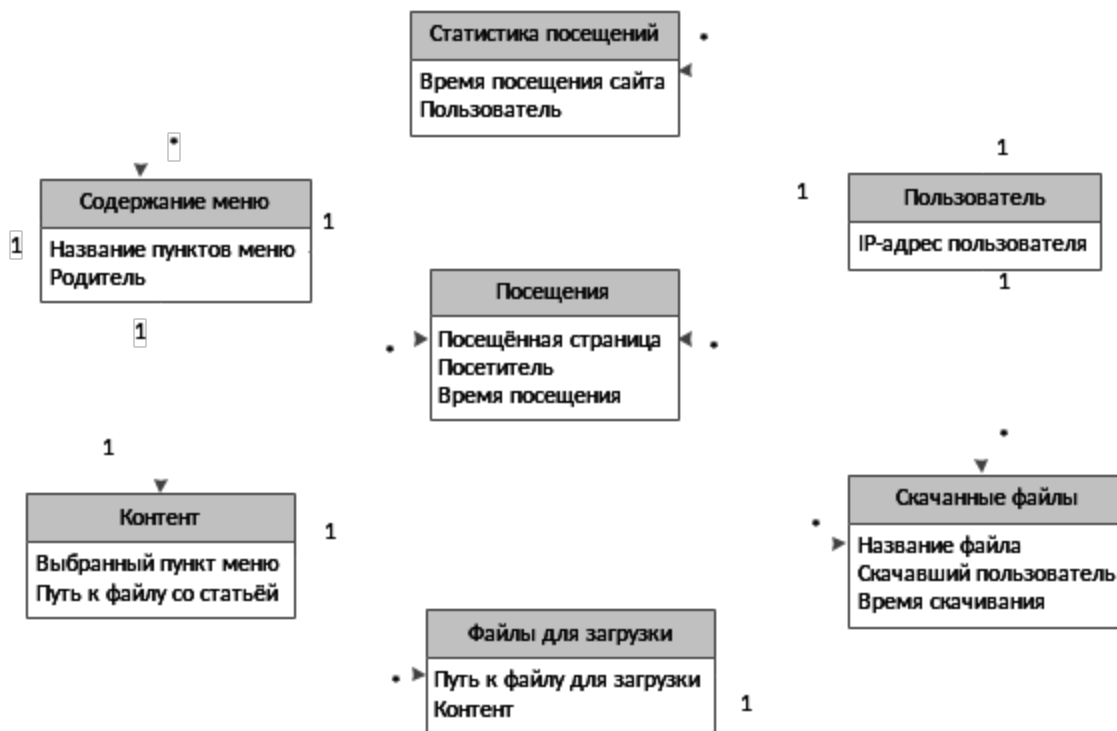 Статистика посещений
*
Время посещения сайта
Пользователь
*
1
Содержание меню
1
1
Пользователь
1
Название пунктов меню
Родитель
IP-адрес пользователя
1
1
Посещения
*
Посещённая страница
Посетитель
Время посещения
*
1
*
Контент
1
Выбранный пункт меню
Путь к файлу со статьёй
Скачанные файлы
*
Название файла
Скачавший пользователь
Время скачивания
Файлы для загрузки
*
Путь к файлу для загрузки
Контент
1